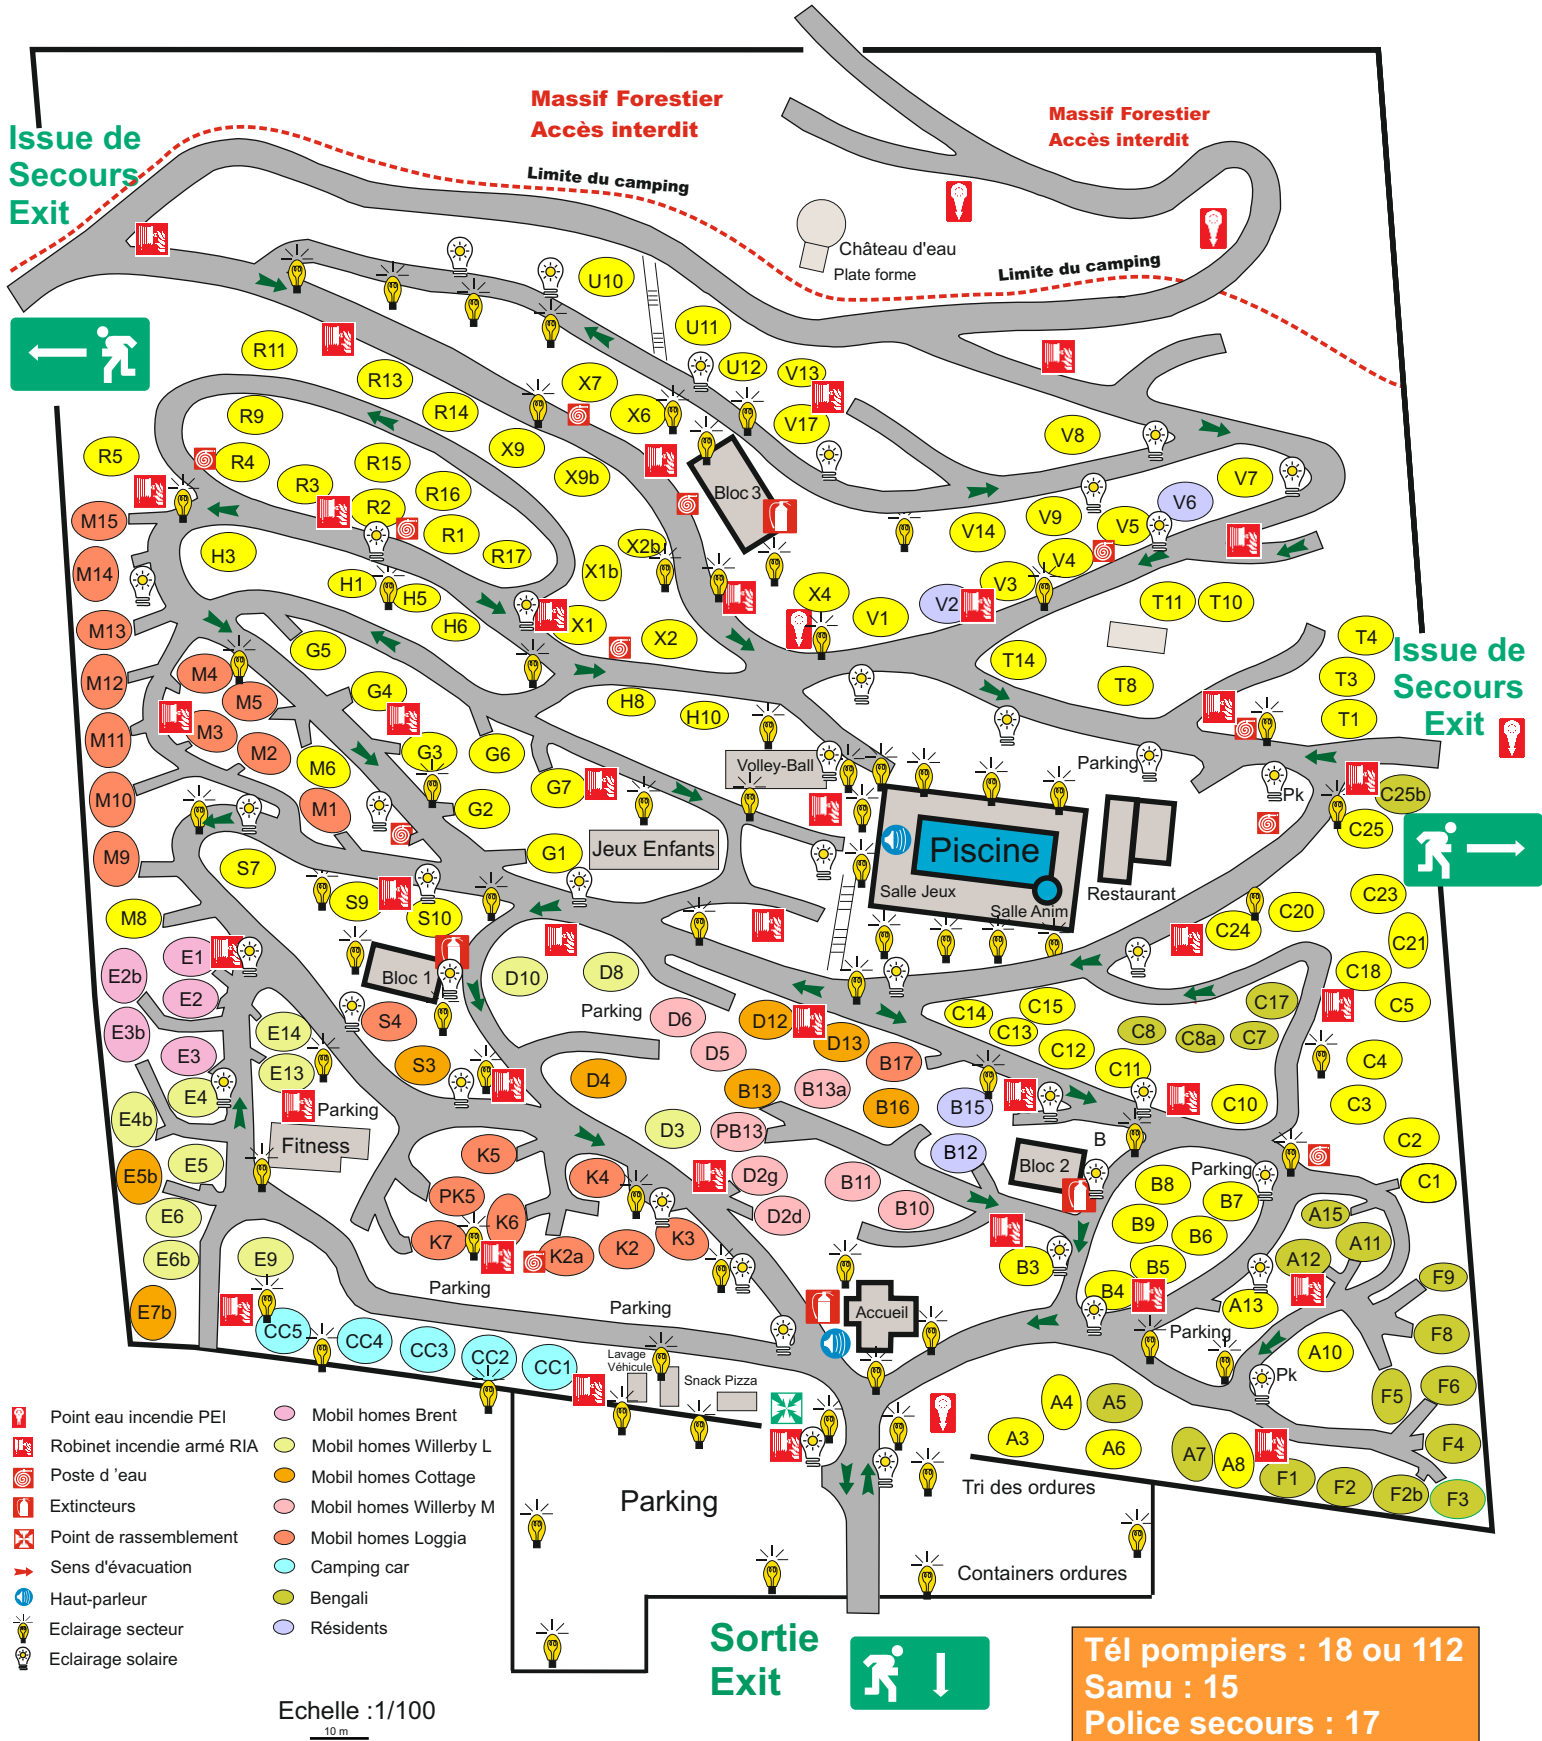 Massif Forestier
Accès interdit
Massif Forestier
Accès interdit
Issue de
Secours
Exit
Limite du camping
Château d'eau
Plate forme
Limite du camping
U10
U11
U12
V13
V17
V8
V7
V6
V5
V9
V14
V4
V3
V2
V1
R11
R13
R14
R9
R4
R3
R5
R15
R2
R16
R1
R17
X7
X6
X9
X9b
X2b
X1b
X1
X2
X4
Bloc 3
M15
M14
M13
M12
M11
M10
M9
M8
M4
M5
M3
M2
M6
M1
H3
H1
H5
H6
H8
H10
G5
G4
G3
G6
G7
G2
G1
T11
T10
T14
T8
T4
T3
T1
Issue de
Secours
Exit
Volley-Ball
Jeux Enfants
Parking
Pk
Piscine
Salle Jeux
Salle Anim
Restaurant
C25b
C25
C23
C24
C20
C21
C18
C17
C5
C15
C14
C13
C12
C11
C8
C8a
C7
C10
C4
C3
C2
C1
S7
S9
S10
Bloc 1
S4
S3
E1
E2b
E2
E3b
E3
E14
E13
E4
E4b
E5
E5b
E6
E6b
E9
E7b
Parking
Fitness
D10
D8
Parking
D6
D5
D12
D13
B17
B13
B13a
B16
B15
B12
D4
D3
PB13
D2g
D2d
B11
B10
K5
PK5
K4
K6
K7
K2a
K2
K3
Parking
Parking
B
Bloc 2
Parking
B8
B7
B9
B6
B5
B3
B4
A15
A11
A12
A13
Parking
A10
Pk
F9
F8
F6
F5
F4
F3
F2b
F2
F1
A8
A7
A6
A5
A4
A3
Accueil
CC5
CC4
CC3
CC2
CC1
Lavage
Véhicule
Snack Pizza
Parking
Tri des ordures
Containers ordures
Point eau incendie PEI
Robinet incendie armé RIA
Poste d 'eau
Extincteurs
Point de rassemblement
Sens d'évacuation
Haut-parleur
Eclairage secteur
Eclairage solaire
Mobil homes Brent
Mobil homes Willerby L
Mobil homes Cottage
Mobil homes Willerby M
Mobil homes Loggia
Camping car
Bengali
Résidents
Echelle :1/100
10 m
Sortie
Exit
Tél pompiers : 18 ou 112
Samu : 15
Police secours : 17